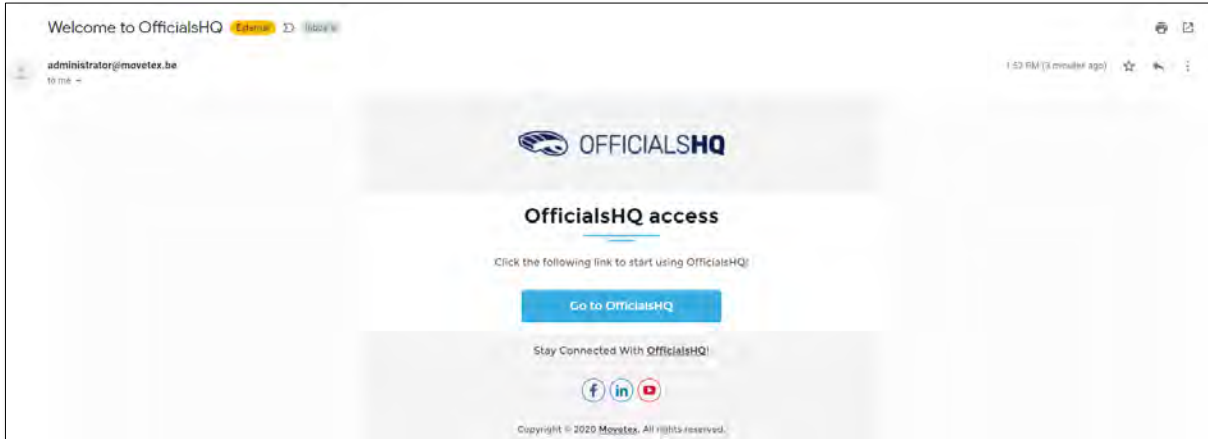 Welcome to OfficialsHQ External Inbox x
administrator@movetex.be
1:53 PM (3 minutes ago)
to me
OFFICIALSHQ
OfficialsHQ access
Click the following link to start using OfficialsHQ!
Go to OfficialsHQ
Stay Connected With OfficialsHQ!
f in
Copyright © 2020 Movetex. All rights reserved.